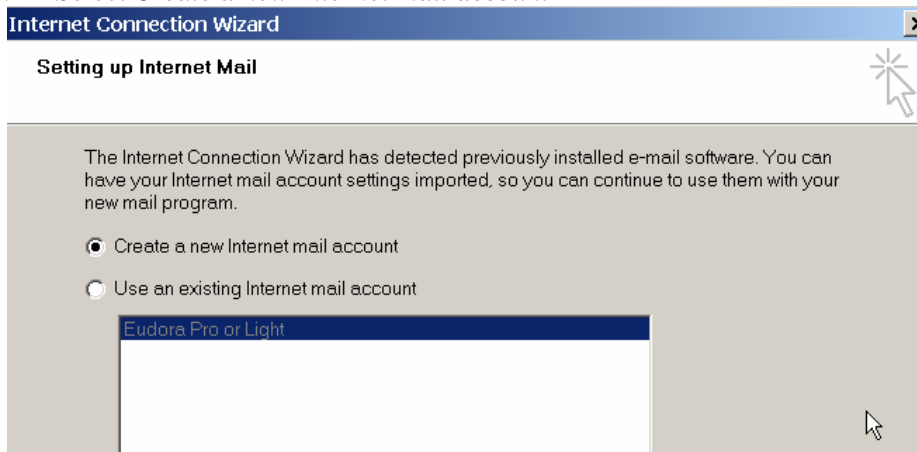 Internet Connection Wizard
Setting up Internet Mail
The Internet Connection Wizard has detected previously installed e-mail software. You can
have your Internet mail account settings imported, so you can continue to use them with your
new mail program.
Create a new Internet mail account
Use an existing Internet mail account
Eudora Pro or Light